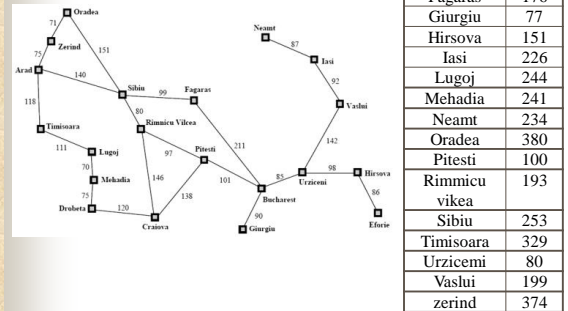 Oradea
71
Neamt
Zerind
87
151
75
Iasi
Arad
140
92
Sibiu
99
Fagaras
118
Vaslui
80
Timisoara
Rimnicu Vilcea
111
142
Lugoj
97
Pitesti
211
70
98
Hirsova
Mehadia
146
101
85
Urziceni
75
138
86
Bucharest
Drobeta
120
90
Craiova
Giurgiu
Eforie
Giurgiu 77
Hirsova 151
Iasi 226
Lugoj 244
Mehadia 241
Neamt 234
Oradea 380
Pitesti 100
Rimmicu 193
vikea
Sibiu 253
Timisoara 329
Urzicemi 80
Vaslui 199
zerind 374